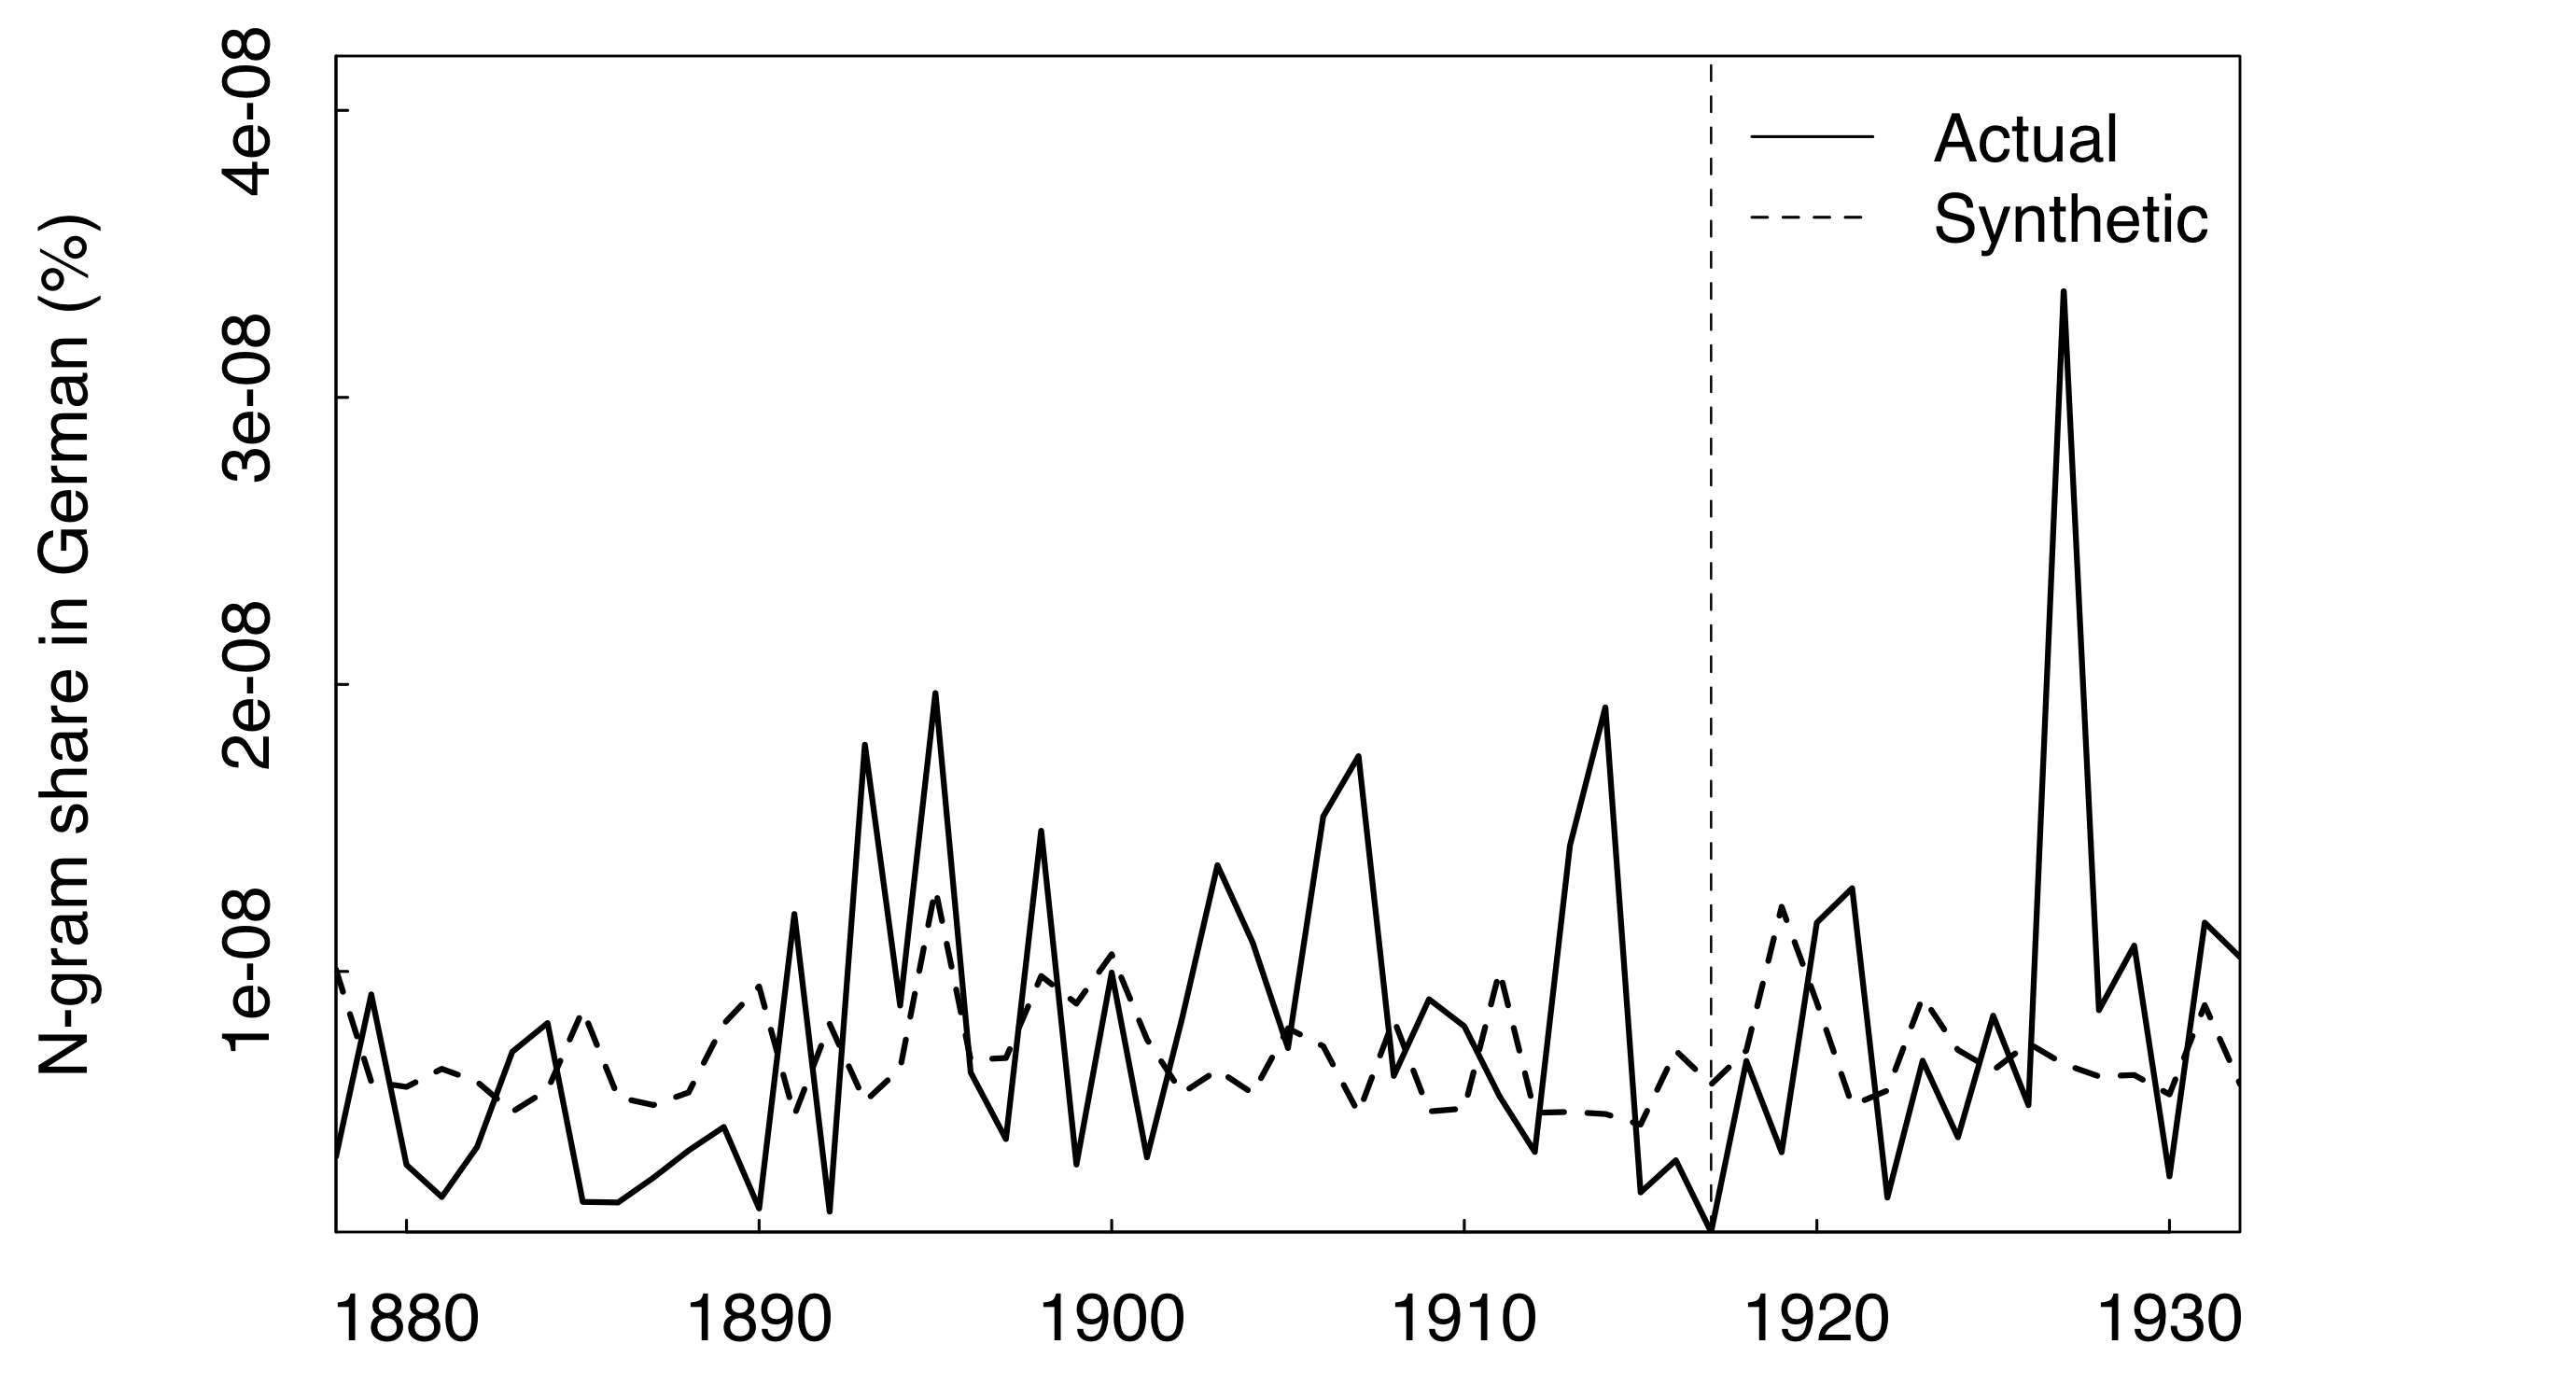 N-gram share in German (%)
4e-08
3e-08
2e-08
1e-08
Actual
Synthetic
1880 1890 1900 1910 1920 1930